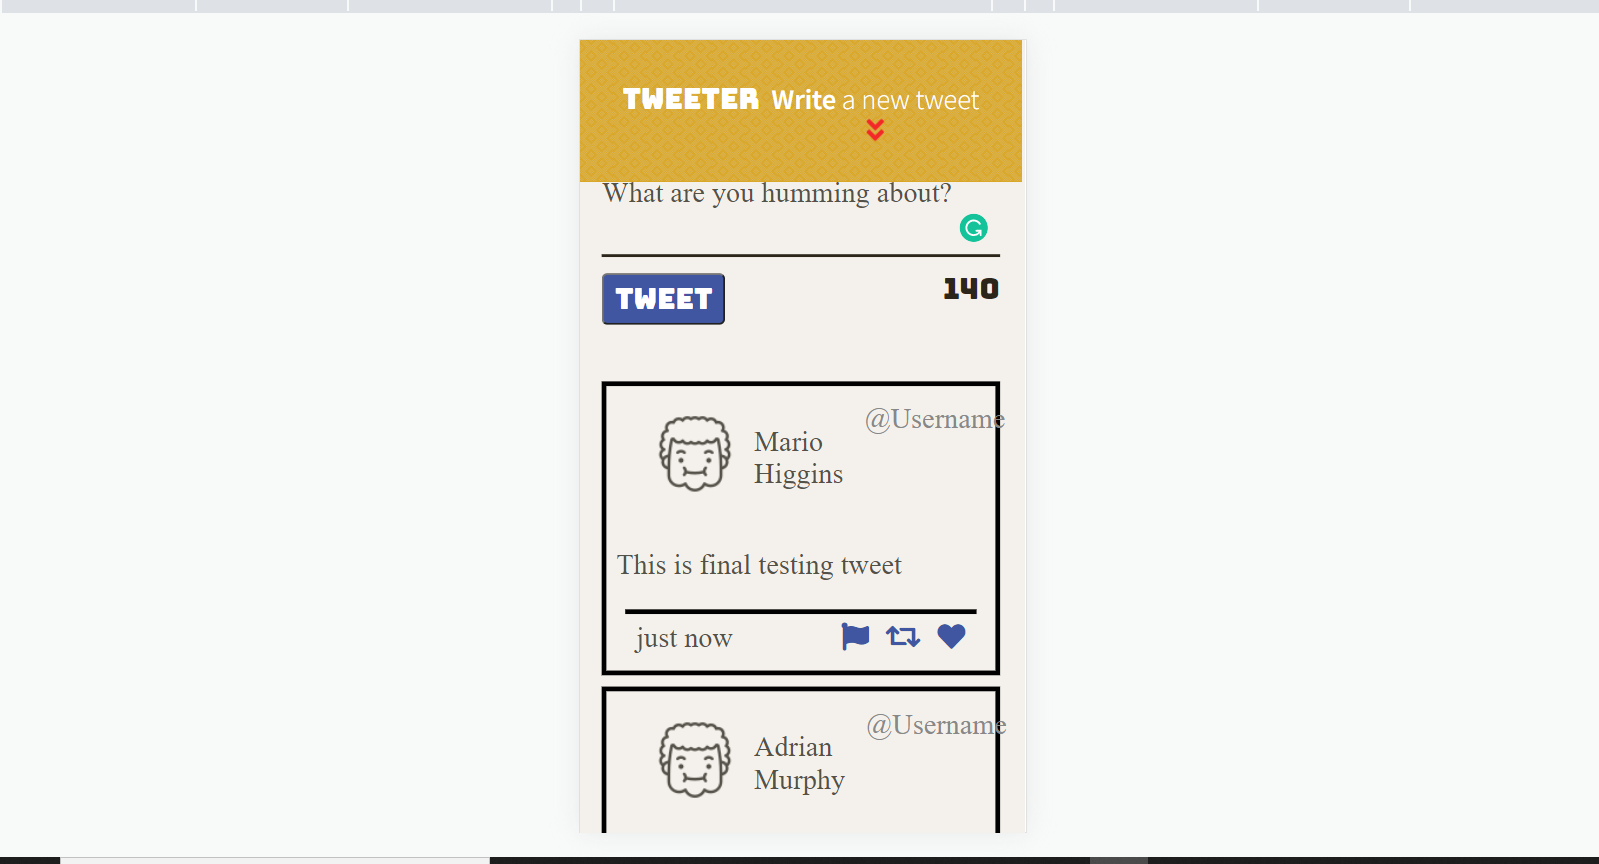 TWEETER Write a new tweet
What are you humming about?
TWEET
140
@Username
Mario
Higgins
This is final testing tweet
just now
@Username
Adrian
Murphy